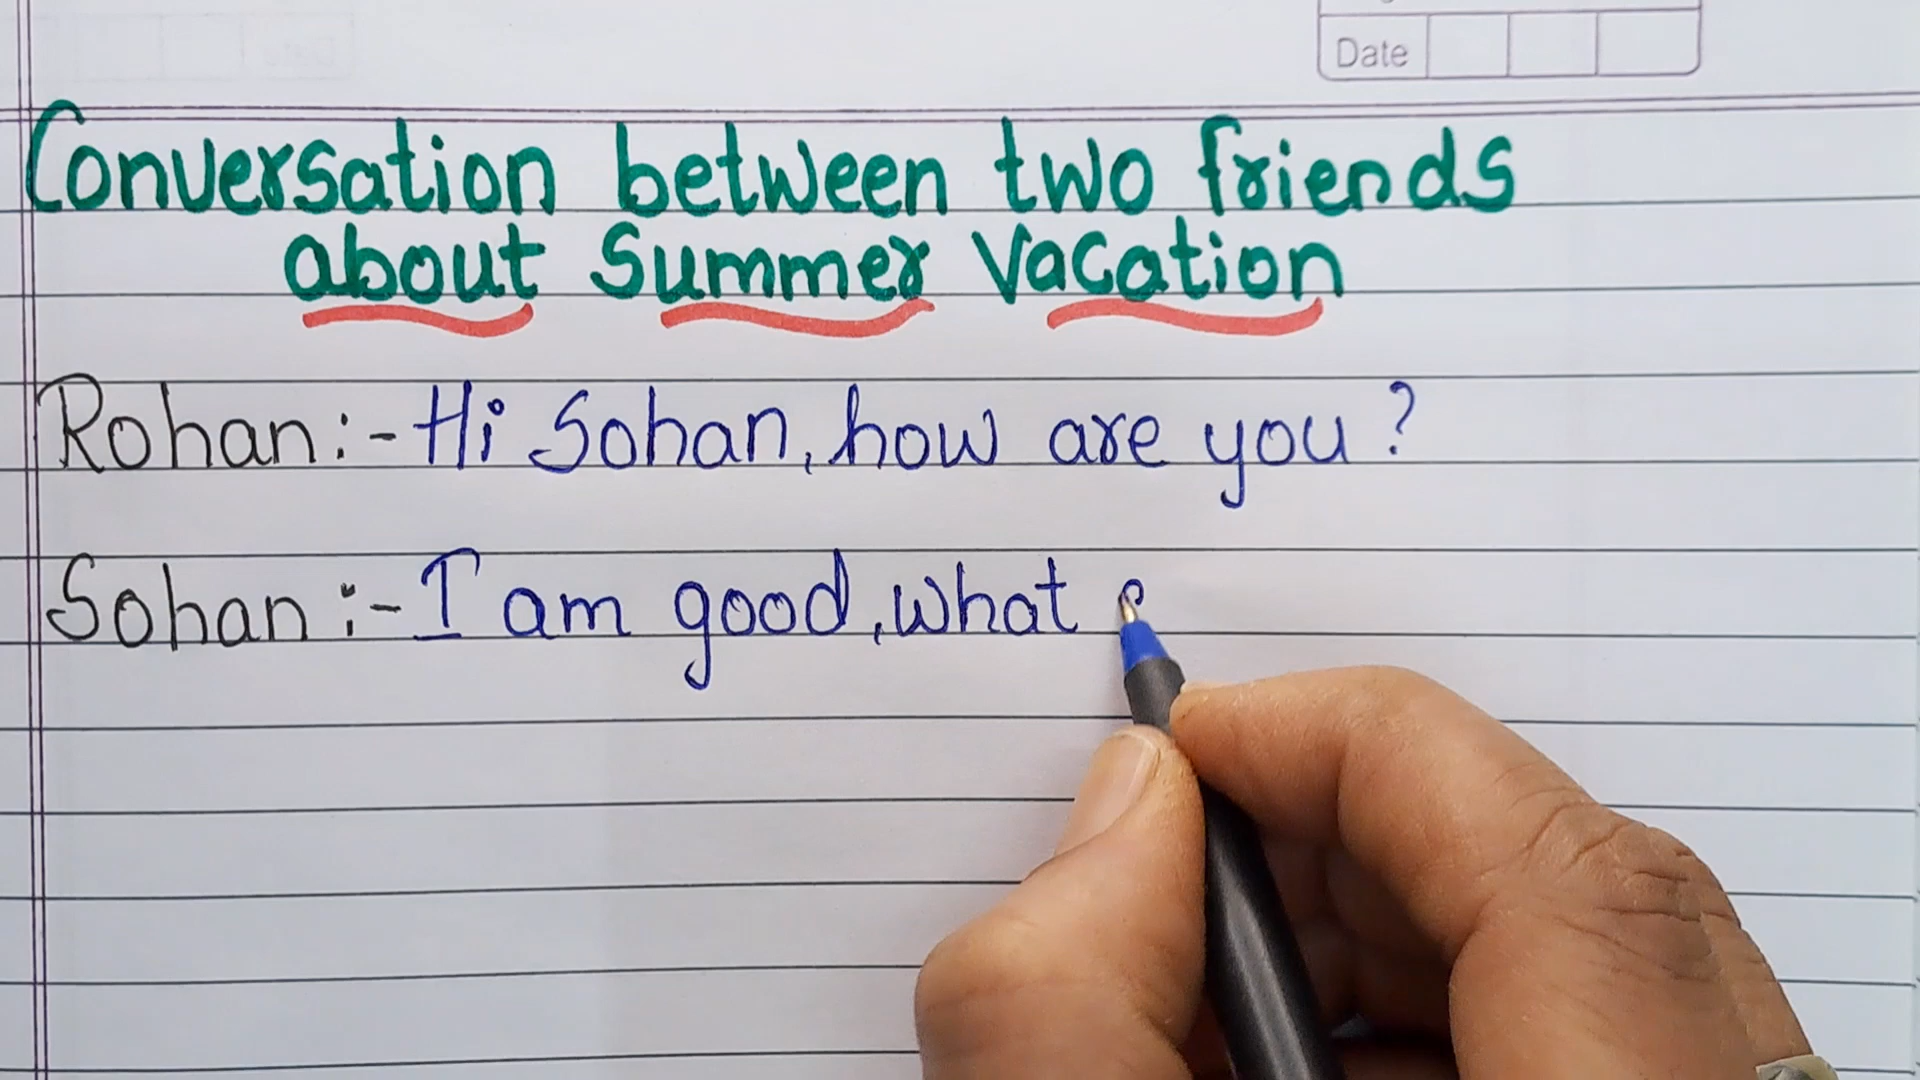 Date
Conversation between two friends
about Summer Vacation
Rohan:- Hi Sohan, how are you?
Sohan:- I am good, what